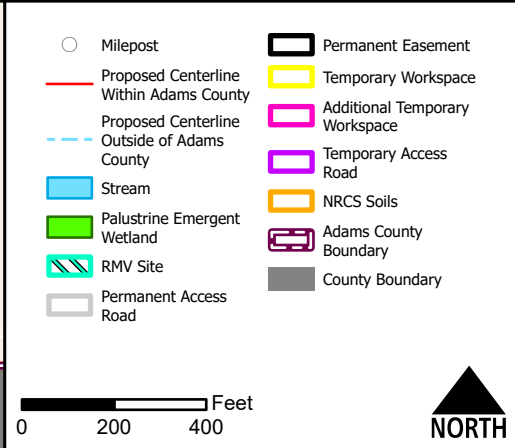 Milepost
Proposed Centerline
Within Adams County
Proposed Centerline
Outside of Adams
County
Stream
Palustrine Emergent
Wetland
RMV Site
Permanent Access
Road
Permanent Easement
Temporary Workspace
Additional Temporary
Workspace
Temporary Access
Road
NRCS Soils
Adams County
Boundary
County Boundary
Feet
0 200 400
NORTH